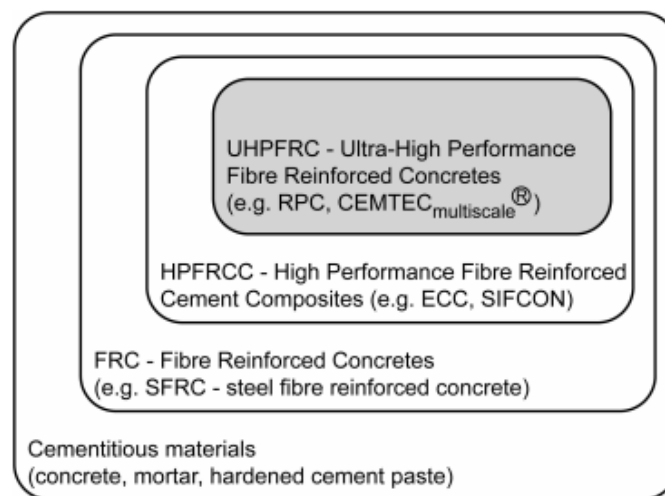 UHPFRC - Ultra-High Performance
Fibre Reinforced Concretes
(e.g. RPC, CEMTECmultiscale®)
HPFRCC - High Performance Fibre Reinforced
Cement Composites (e.g. ECC, SIFCON)
FRC - Fibre Reinforced Concretes
(e.g. SFRC - steel fibre reinforced concrete)
Cementitious materials
(concrete, mortar, hardened cement paste)